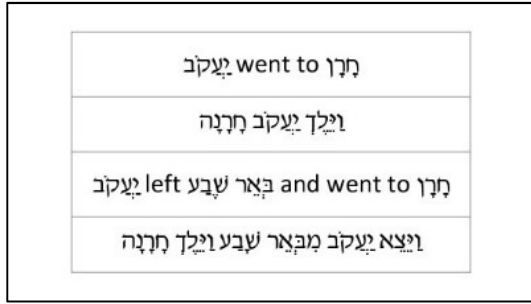 יַעֲקֹב went to חָרָן
וַיֵּלֶךְ יַעֲקֹב חָרָנָה
יַעֲקֹב left בְּאֵר שֶׁבַע and went to חָרָן
וַיֵּצֵא יַעֲקֹב מִבְּאֵר שָׁבַע וַיֵּלֶךְ חָרָנָה